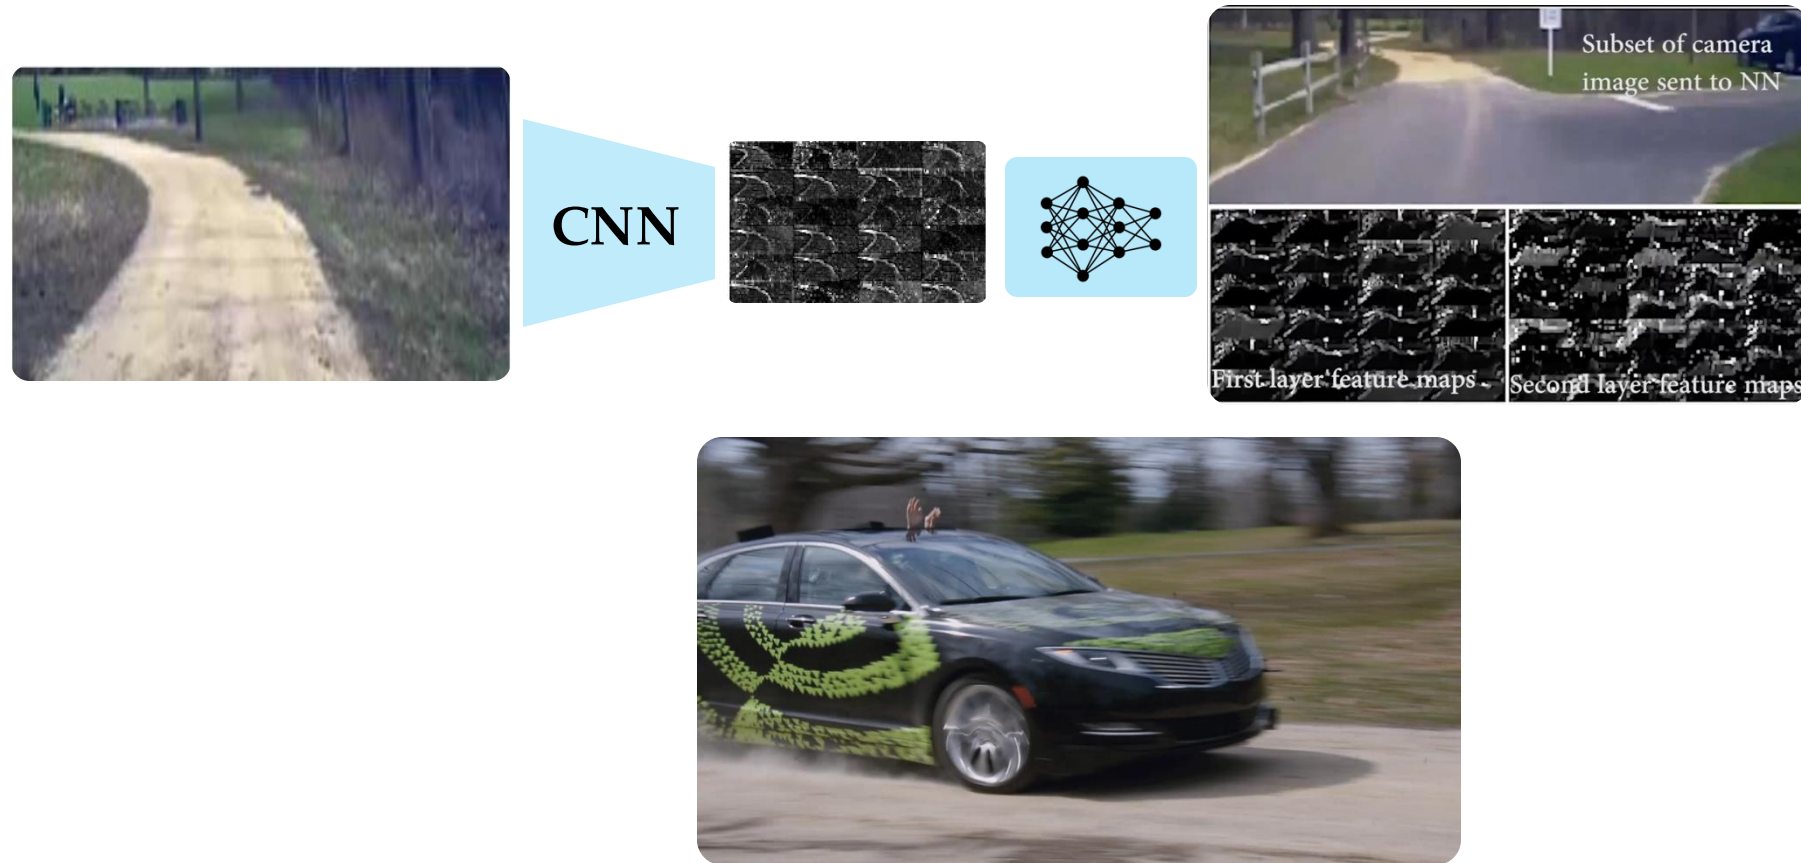 CNN
Subset of camera
image sent to NN
First layer feature maps
Second layer feature maps